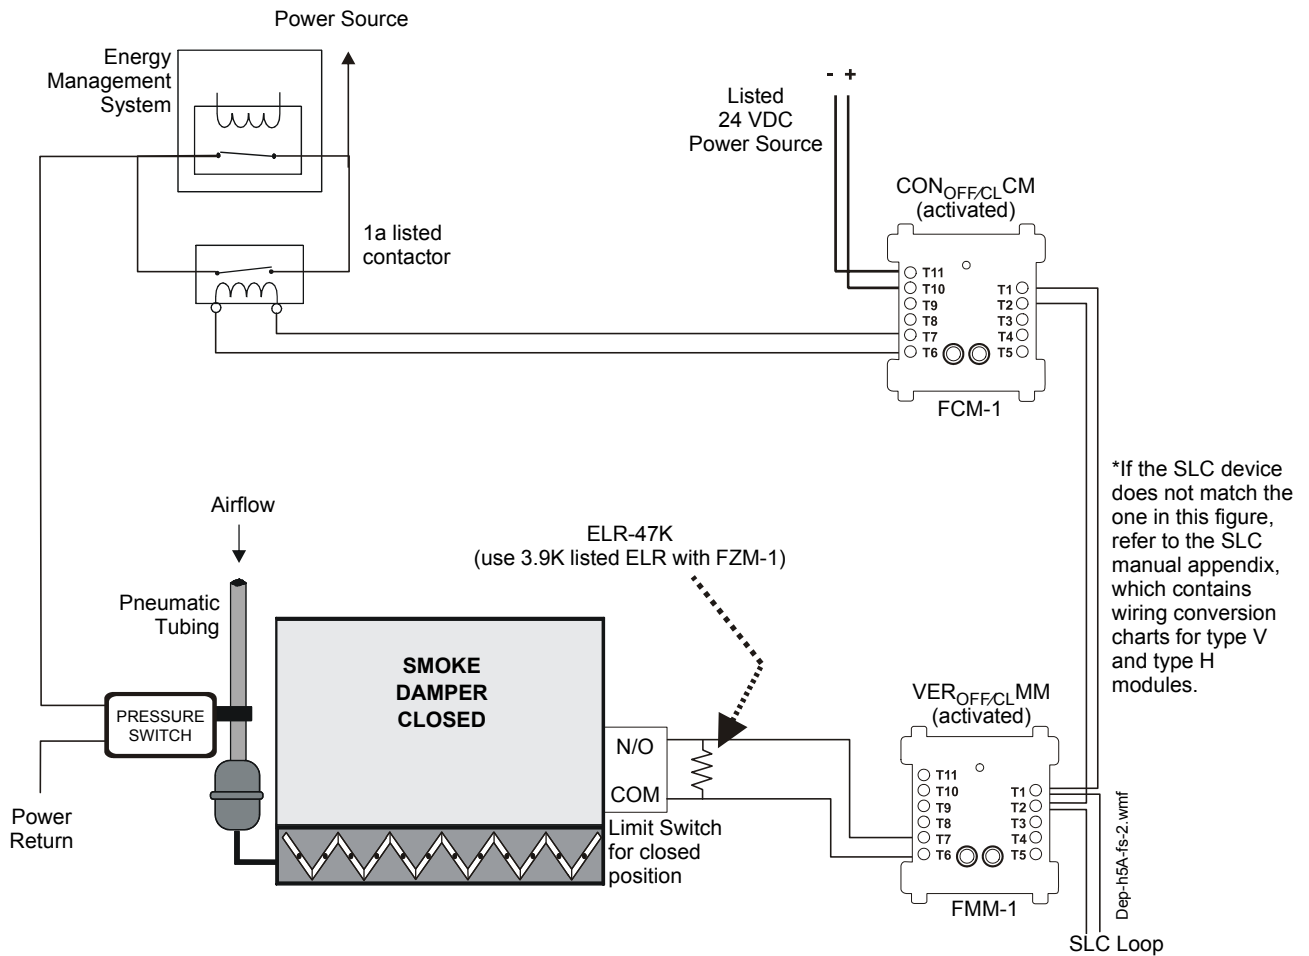 Power Source
Energy
Management
System
1a listed
contactor
- +
Listed
24 VDC
Power Source
CONOFF/CLCM
(activated)
T11
T10
T9
T8
T7
T6
T1
T2
T3
T4
T5
FCM-1
*If the SLC device
does not match the
one in this figure,
refer to the SLC
manual appendix,
which contains
wiring conversion
charts for type V
and type H
modules.
Airflow
Pneumatic
Tubing
PRESSURE
SWITCH
Power
Return
SMOKE
DAMPER
CLOSED
ELR-47K
(use 3.9K listed ELR with FZM-1)
N/O
COM
Limit Switch
for closed
position
VEROFF/CLMM
(activated)
T11
T10
T9
T8
T7
T6
T1
T2
T3
T4
T5
FMM-1
Dep-h5A-fs-2.wmf
SLC Loop